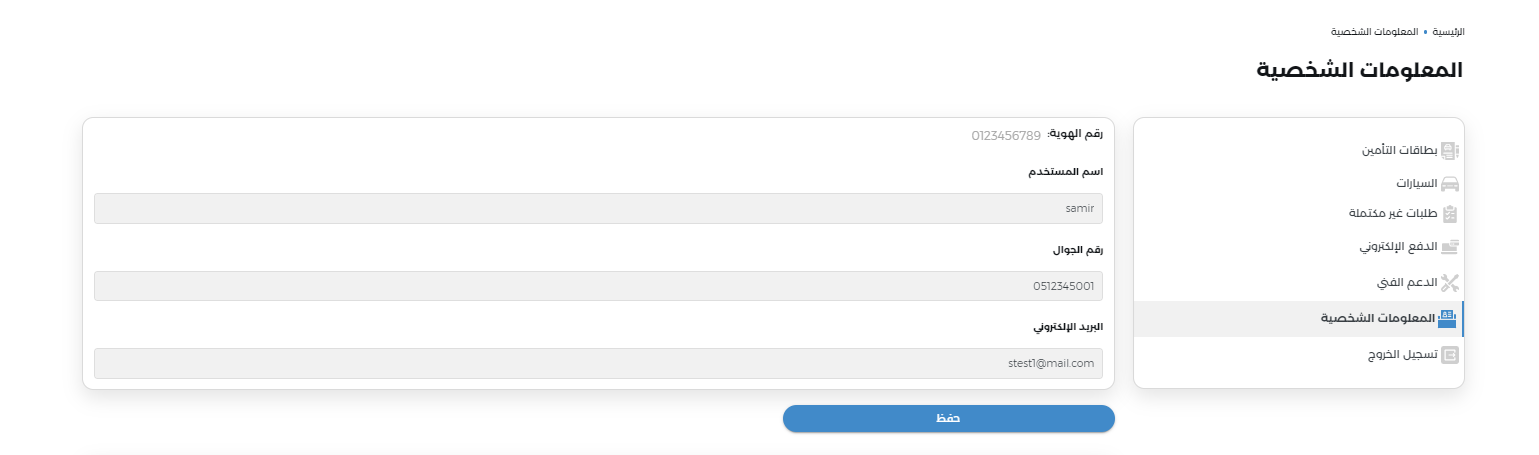 الرئيسية • المعلومات الشخصية
المعلومات الشخصية
بطاقات التأمين
السيارات
طلبات غير مكتملة
الدفع الإلكتروني
الدعم الفني
المعلومات الشخصية
تسجيل الخروج
رقم الهوية: 0123456789
اسم المستخدم
samir
رقم الجوال
0512345001
البريد الإلكتروني
stest1@mail.com
حفظ